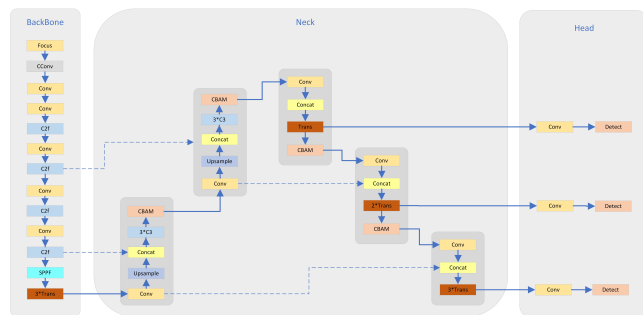 BackBone
Focus
CConv
Conv
Conv
C2f
Conv
C2f
Conv
C2f
Conv
C2f
SPPF
3*Trans
Neck
CBAM
3*C3
Concat
Upsample
Conv
CBAM
3*C3
Concat
Upsample
Conv
Conv
Concat
Trans
CBAM
Conv
Concat
2*Trans
CBAM
Conv
Concat
3*Trans
Head
Conv
Detect
Conv
Detect
Conv
Detect